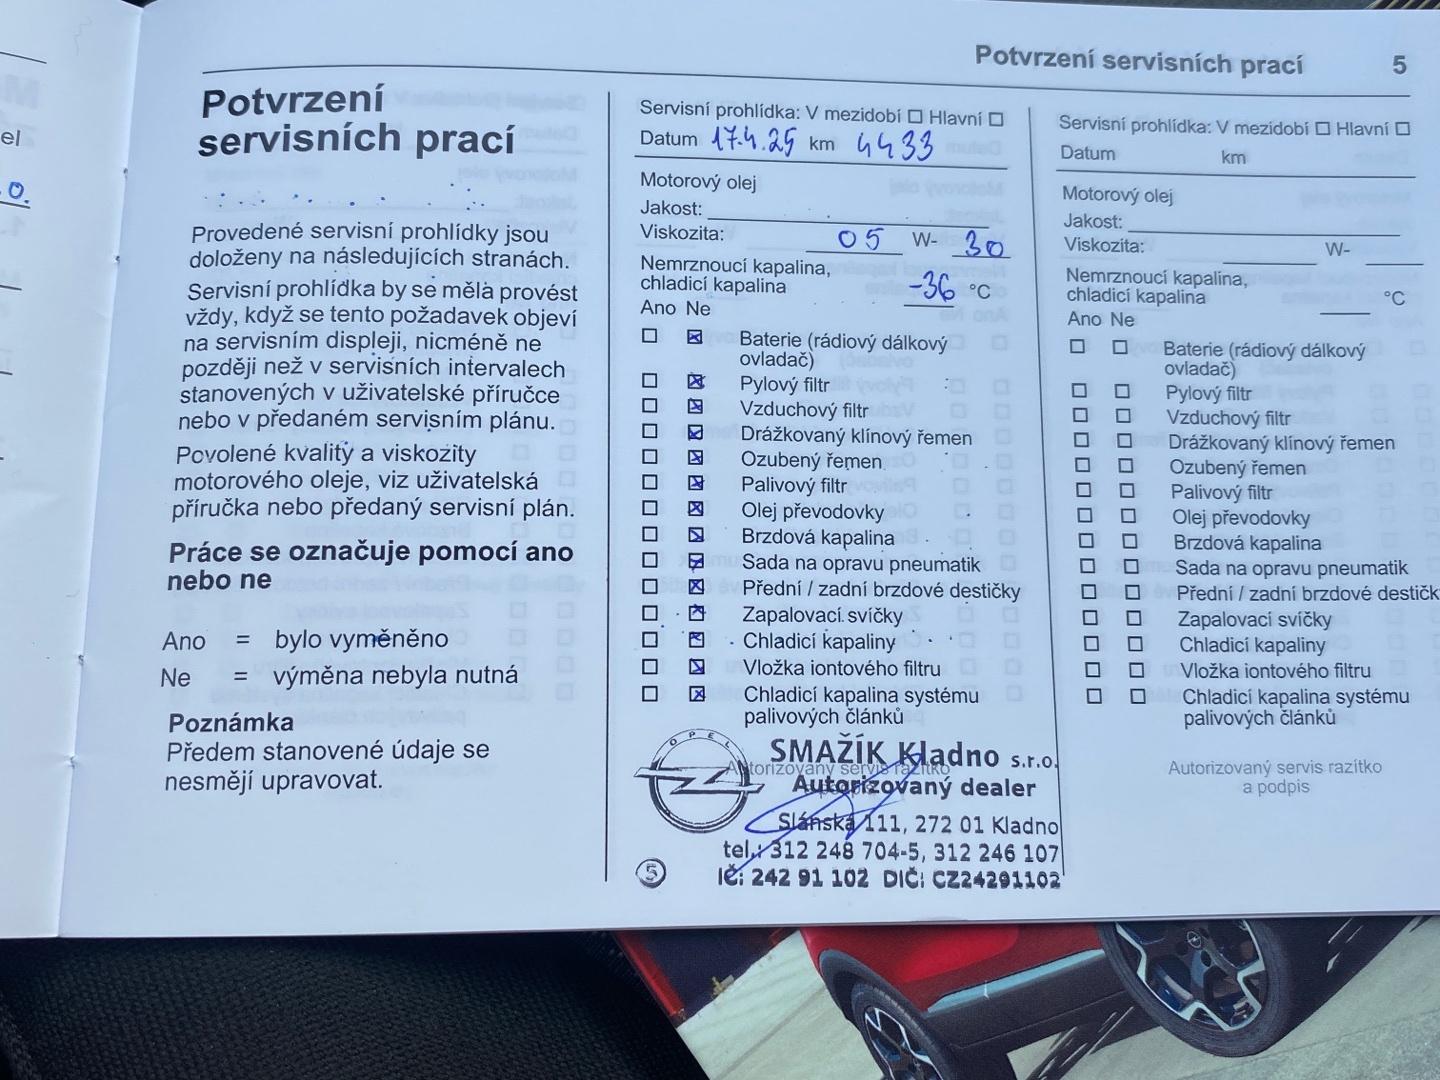 el
o.
Potvrzení servisních prací 5
Potvrzení
servisních prací
Provedené servisní prohlídky jsou
doloženy na následujících stranách.
Servisní prohlídka by se měla provést
vždy, když se tento požadavek objeví
na servisním displeji, nicméně ne
později než v servisních intervalech
stanovených v uživatelské příručce
nebo v předaném servisním plánu.
Povolené kvality a viskozity
motorového oleje, viz uživatelská
příručka nebo předaný servisní plán.
Práce se označuje pomocí ano
nebo ne
Ano = bylo vyměněno
Ne = výměna nebyla nutná
Poznámka
Předem stanovené údaje se
nesmějí upravovat.
Servisní prohlídka: V mezidobí ☐ Hlavní ☐
Datum 17.4.25 km 4433
Motorový olej
Jakost:
Viskozita: 05 W- 30
Nemrznoucí kapalina,
chladicí kapalina -36 °C
Ano Ne
☐ ☒ Baterie (rádiový dálkový
ovladač)
☐ ☒ Pylový filtr
☐ ☒ Vzduchový filtr
☐ ☒ Drážkovaný klínový řemen
☐ ☒ Ozubený řemen
☐ ☒ Palivový filtr
☐ ☒ Olej převodovky
☐ ☒ Brzdová kapalina
☐ ☒ Sada na opravu pneumatik
☐ ☒ Přední / zadní brzdové destičky
☐ ☒ Zapalovací svíčky
☐ ☒ Chladicí kapaliny
☐ ☒ Vložka iontového filtru
☐ ☒ Chladicí kapalina systému
palivových článků
OPEL
SMAŽÍK Kladno s.r.o.
Autorizovaný servis razítko
Autorizovaný dealer
Slánská 111, 272 01 Kladno
tel.: 312 248 704-5, 312 246 107
5 IČ: 242 91 102 DIČ: CZ24291102
Servisní prohlídka: V mezidobí ☐ Hlavní ☐
Datum km
Motorový olej
Jakost:
Viskozita: W-
Nemrznoucí kapalina,
chladicí kapalina °C
Ano Ne
☐ ☐ Baterie (rádiový dálkový
ovladač)
☐ ☐ Pylový filtr
☐ ☐ Vzduchový filtr
☐ ☐ Drážkovaný klínový řemen
☐ ☐ Ozubený řemen
☐ ☐ Palivový filtr
☐ ☐ Olej převodovky
☐ ☐ Brzdová kapalina
☐ ☐ Sada na opravu pneumatik
☐ ☐ Přední / zadní brzdové destičk
☐ ☐ Zapalovací svíčky
☐ ☐ Chladicí kapaliny
☐ ☐ Vložka iontového filtru
☐ ☐ Chladicí kapalina systému
palivových článků
Autorizovaný servis razítko
a podpis